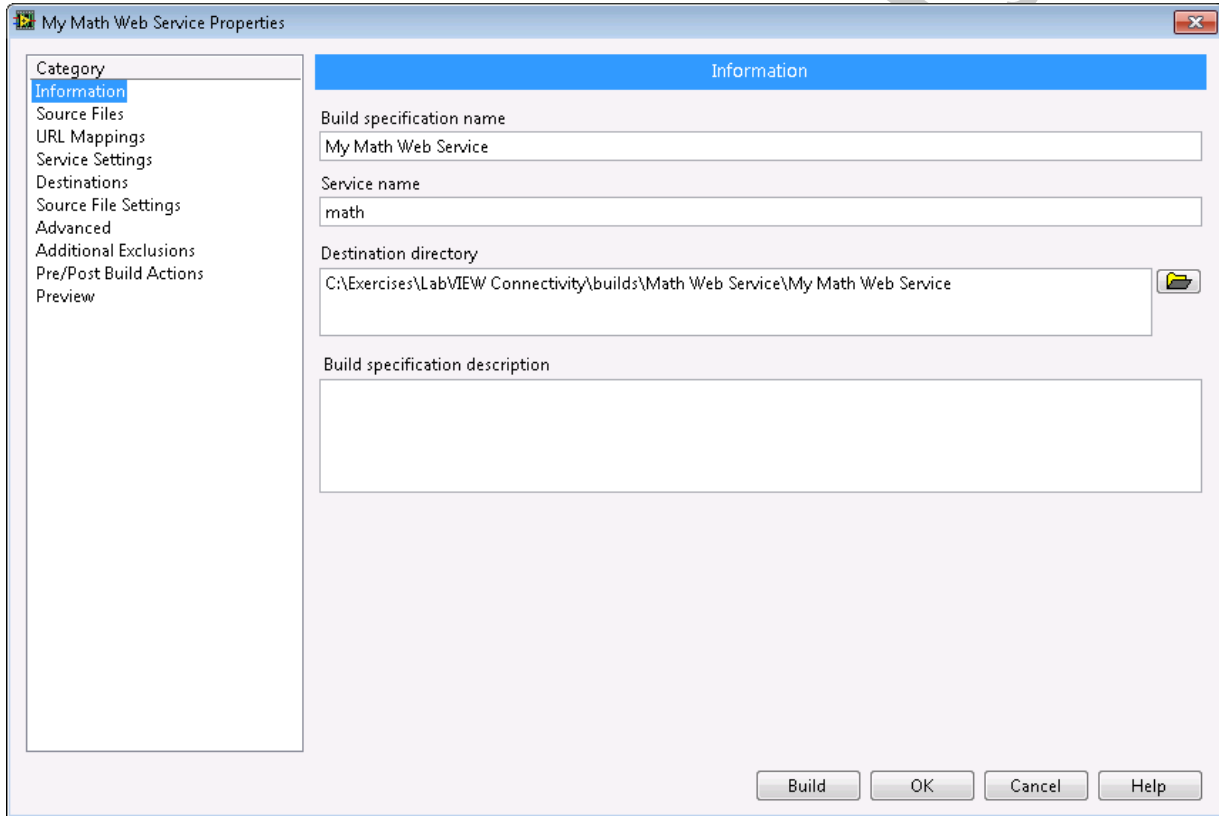 My Math Web Service Properties
Category
Information
Source Files
URL Mappings
Service Settings
Destinations
Source File Settings
Advanced
Additional Exclusions
Pre/Post Build Actions
Preview
Information
Build specification name
My Math Web Service
Service name
math
Destination directory
C:\Exercises\LabVIEW Connectivity\builds\Math Web Service\My Math Web Service
Build specification description
Build
OK
Cancel
Help